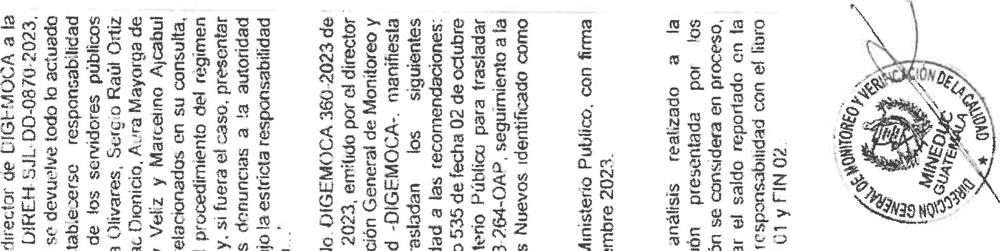 director de DIGEMOCA a la
DIREH-SJL-DD-0870-2023,
se devuelve todo lo actuado
tablecerse responsabilidad
de los servidores públicos
a Olivares, Sergio Raúl Ortiz
ac Dionicio, Aura Mayorga de
r Veliz y Marcelino Ajcabul
elacionados en su consulta,
l procedimiento del régimen
y, si fuera el caso, presentar
s denuncias a la autoridad
jo la estricta responsabilidad
No. DIGEMOCA 360-2023 de
2023, emitido por el director
ción General de Monitoreo y
d -DIGEMOCA-. manifiesta
asladan los siguientes
dad a las recomendaciones:
o 535 de fecha 02 de octubre
terio Público para trasladar
3-264-OAP, seguimiento a la
s Nuevos identificado como
Ministerio Publico, con firma
embre 2023.
análisis realizado a la
ión presentada por los
ón se considera en proceso,
ar el saldo reportado en la
responsabilidad con el libro
01 y FIN 02.
DIRECCIÓN GENERAL DE MONITOREO Y VERIFICACIÓN DE LA CALIDAD
MINEDUC
GUATEMALA